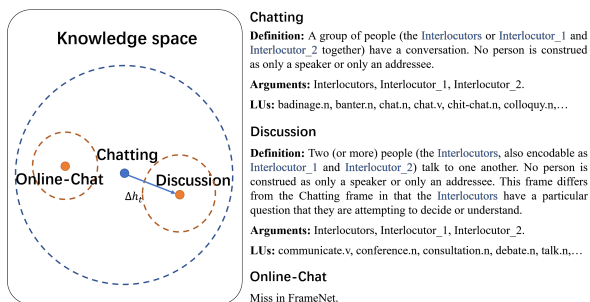 Knowledge space
Chatting
Online-Chat
Discussion
Δhₜ
Chatting
Definition: A group of people (the Interlocutors or Interlocutor_1 and
Interlocutor_2 together) have a conversation. No person is construed
as only a speaker or only an addressee.
Arguments: Interlocutors, Interlocutor_1, Interlocutor_2.
LUs: badinage.n, banter.n, chat.n, chat.v, chit-chat.n, colloquy.n,…
Discussion
Definition: Two (or more) people (the Interlocutors, also encodable as
Interlocutor_1 and Interlocutor_2) talk to one another. No person is
construed as only a speaker or only an addressee. This frame differs
from the Chatting frame in that the Interlocutors have a particular
question that they are attempting to decide or understand.
Arguments: Interlocutors, Interlocutor_1, Interlocutor_2.
LUs: communicate.v, conference.n, consultation.n, debate.n, talk.n,…
Online-Chat
Miss in FrameNet.